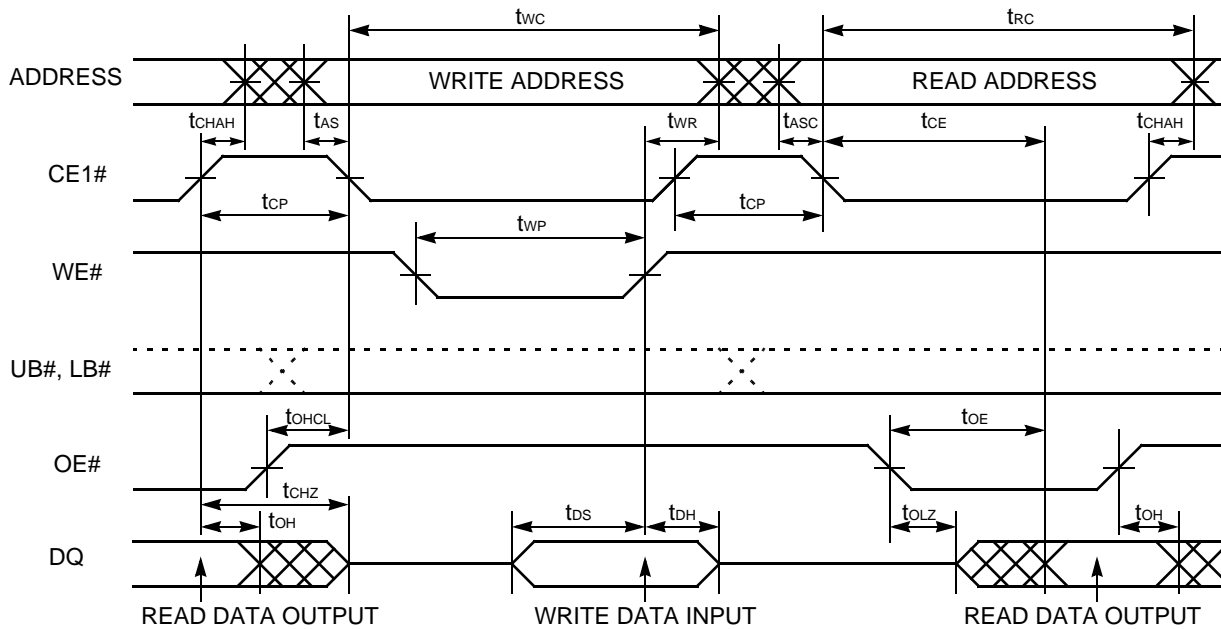 tWC
tRC
ADDRESS
WRITE ADDRESS
READ ADDRESS
tCHAH
tAS
tWR
tASC
tCE
tCHAH
CE1#
tCP
tCP
tWP
WE#
UB#, LB#
tOHCL
tOE
OE#
tCHZ
tOH
tDS
tDH
tOLZ
tOH
DQ
READ DATA OUTPUT
WRITE DATA INPUT
READ DATA OUTPUT